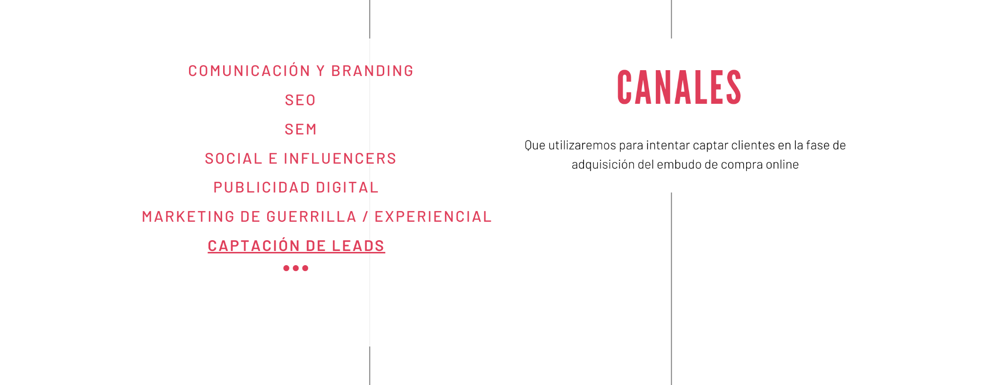 COMUNICACIÓN Y BRANDING
SEO
SEM
SOCIAL E INFLUENCERS
PUBLICIDAD DIGITAL
MARKETING DE GUERRILLA / EXPERIENCIAL
CAPTACIÓN DE LEADS
•••
CANALES
Que utilizaremos para intentar captar clientes en la fase de
adquisición del embudo de compra online